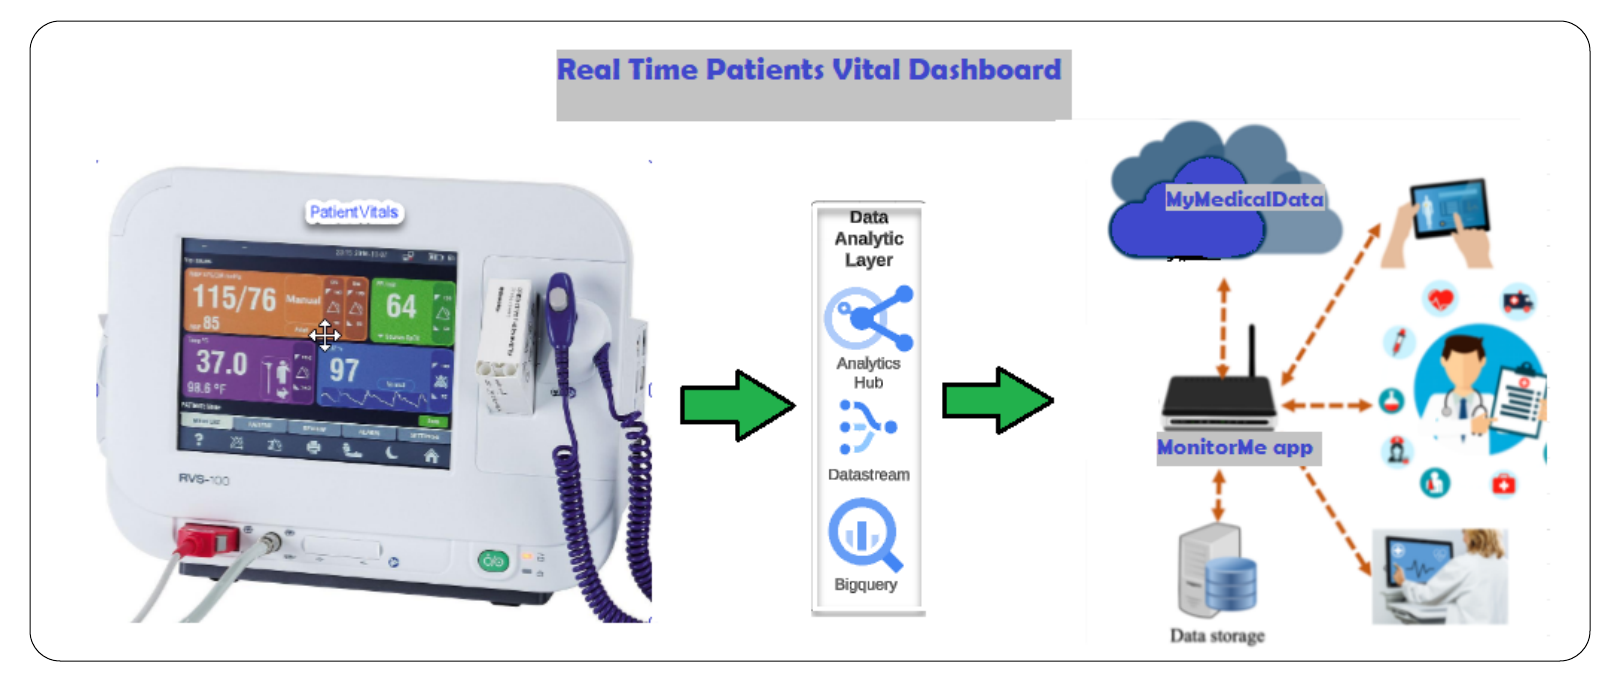 Real Time Patients Vital Dashboard
PatientVitals
115/76
Manual
64
85
37.0
98.6 °F
97
Normal
RVS-100
Data
Analytic
Layer
Analytics
Hub
Datastream
Bigquery
MyMedicalData
MonitorMe app
Data storage